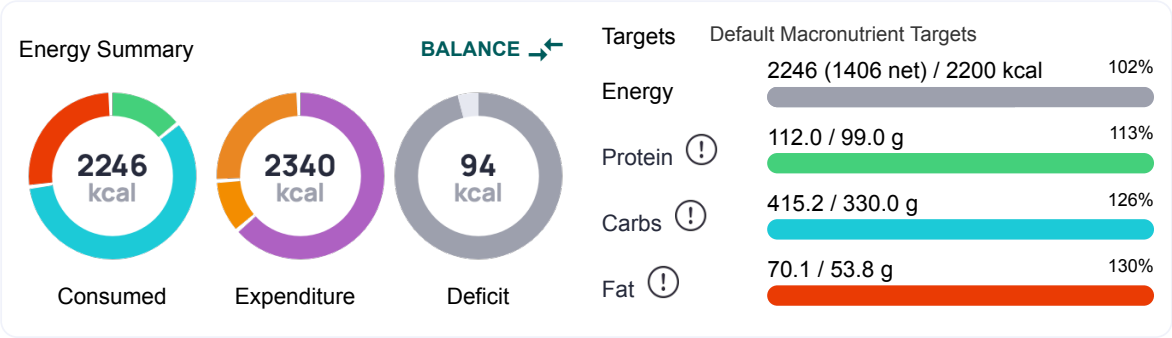 Energy Summary
BALANCE
2246
kcal
Consumed
2340
kcal
Expenditure
94
kcal
Deficit
Targets
Default Macronutrient Targets
Energy
2246 (1406 net) / 2200 kcal
102%
Protein
112.0 / 99.0 g
113%
Carbs
415.2 / 330.0 g
126%
Fat
70.1 / 53.8 g
130%